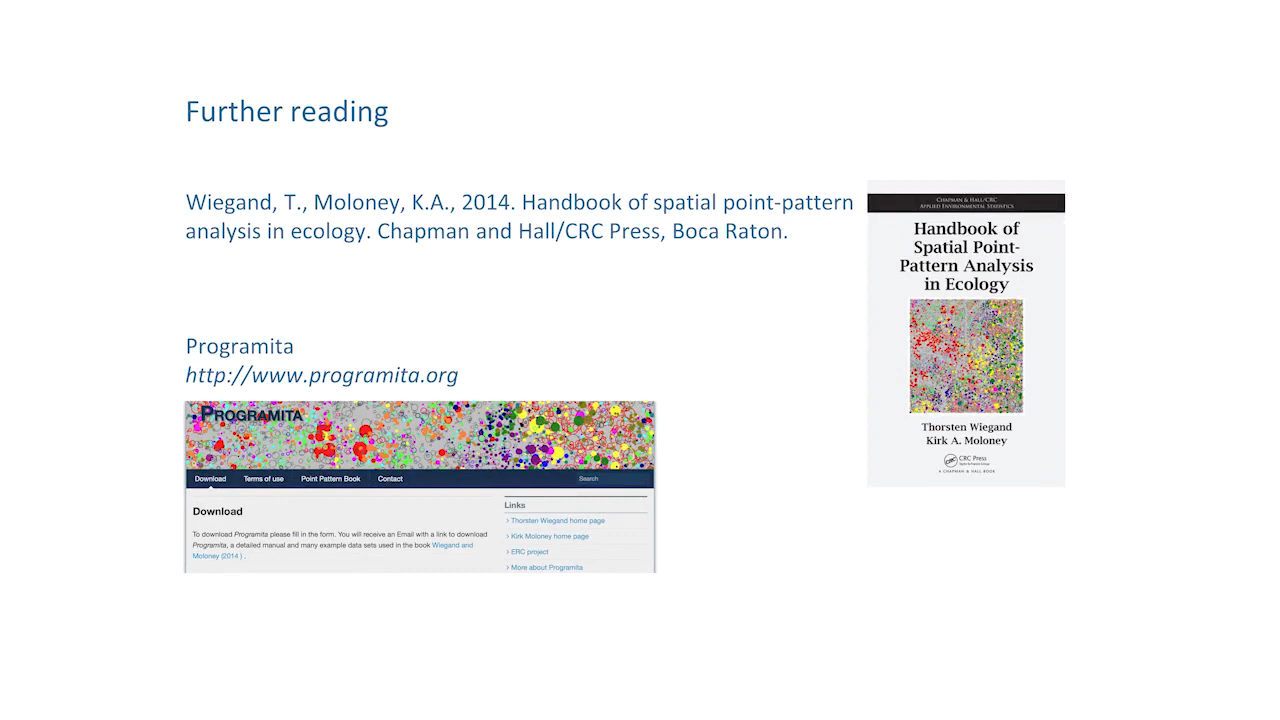 Further reading
Wiegand, T., Moloney, K.A., 2014. Handbook of spatial point-pattern
analysis in ecology. Chapman and Hall/CRC Press, Boca Raton.
CHAPMAN & HALL/CRC
APPLIED ENVIRONMENTAL STATISTICS
Handbook of
Spatial Point-
Pattern Analysis
in Ecology
Thorsten Wiegand
Kirk A. Moloney
CRC Press
A CHAPMAN & HALL BOOK
Programita
http://www.programita.org
PROGRAMITA
Download Terms of use Point Pattern Book Contact Search
Download
To download Programita please fill in the form. You will receive an Email with a link to download
Programita, a detailed manual and many example data sets used in the book Wiegand and
Moloney (2014 ) .
Links
› Thorsten Wiegand home page
› Kirk Moloney home page
› ERC project
› More about Programita